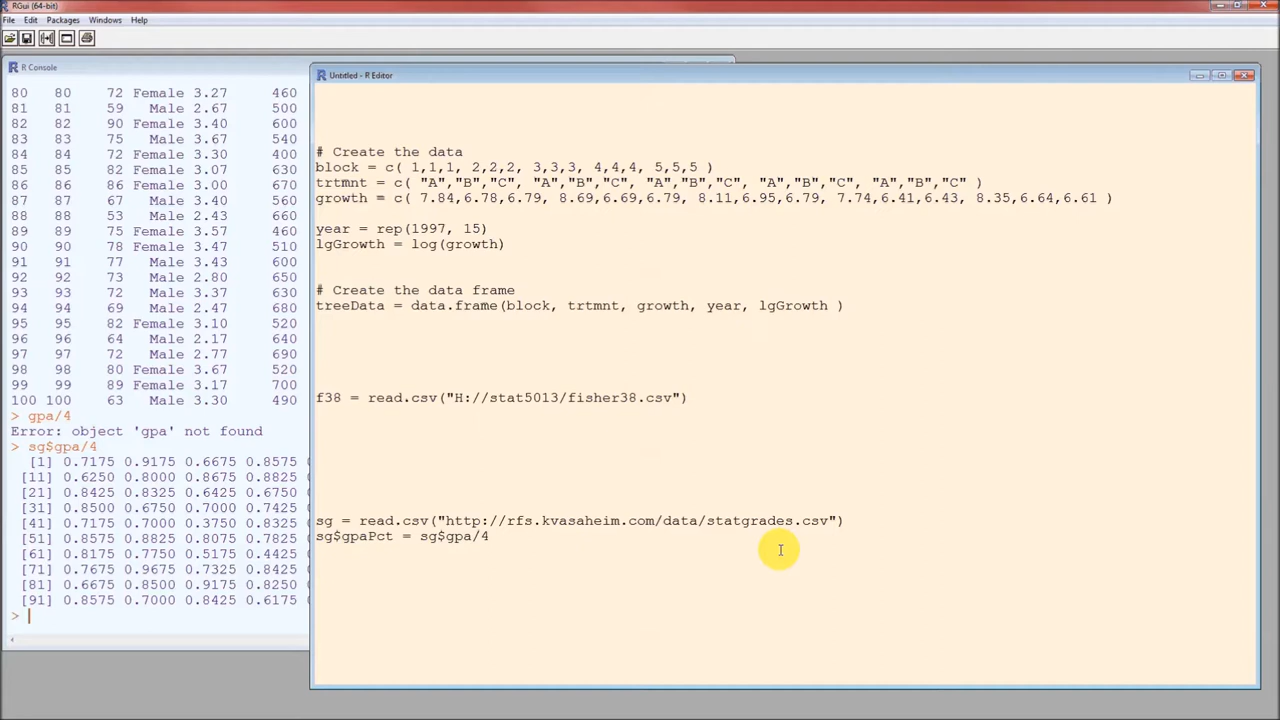 RGui (64-bit)
File Edit Packages Windows Help
R Console
80 80 72 Female 3.27 460
81 81 59 Male 2.67 500
82 82 90 Female 3.40 600
83 83 75 Male 3.67 540
84 84 72 Female 3.30 400
85 85 82 Female 3.07 630
86 86 86 Female 3.00 670
87 87 67 Male 3.40 560
88 88 53 Male 2.43 660
89 89 75 Female 3.57 460
90 90 78 Female 3.47 510
91 91 77 Female 3.43 600
92 92 73 Male 2.80 650
93 93 72 Female 3.37 630
94 94 69 Male 2.47 680
95 95 82 Female 3.10 520
96 96 64 Male 2.17 640
97 97 72 Male 2.77 690
98 98 80 Female 3.67 520
99 99 89 Female 3.17 700
100 100 63 Male 3.30 490
> gpa/4
Error: object 'gpa' not found
> sg$gpa/4
[1] 0.7175 0.9175 0.6675 0.8575
[11] 0.6250 0.8000 0.8675 0.8825
[21] 0.8425 0.8325 0.6425 0.6750
[31] 0.8500 0.6750 0.7000 0.7425
[41] 0.7175 0.7000 0.3750 0.8325
[51] 0.8575 0.8825 0.8075 0.7825
[61] 0.8175 0.7750 0.5175 0.4425
[71] 0.7675 0.9675 0.7325 0.8425
[81] 0.6675 0.8500 0.9175 0.8250
[91] 0.8575 0.7000 0.8425 0.6175
>
Untitled - R Editor
# Create the data
block = c( 1,1,1, 2,2,2, 3,3,3, 4,4,4, 5,5,5 )
trtmnt = c( "A","B","C", "A","B","C", "A","B","C", "A","B","C", "A","B","C" )
growth = c( 7.84,6.78,6.79, 8.69,6.69,6.79, 8.11,6.95,6.79, 7.74,6.41,6.43, 8.35,6.64,6.61 )
year = rep(1997, 15)
lgGrowth = log(growth)
# Create the data frame
treeData = data.frame(block, trtmnt, growth, year, lgGrowth )
f38 = read.csv("H://stat5013/fisher38.csv")
sg = read.csv("http://rfs.kvasaheim.com/data/statgrades.csv")
sg$gpaPct = sg$gpa/4